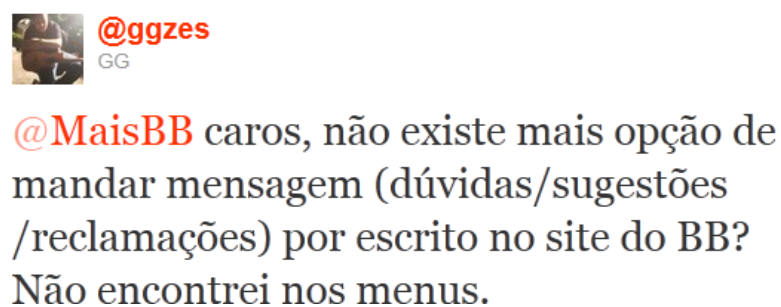 @ggzes
GG
@MaisBB caros, não existe mais opção de
mandar mensagem (dúvidas/sugestões
/reclamações) por escrito no site do BB?
Não encontrei nos menus.